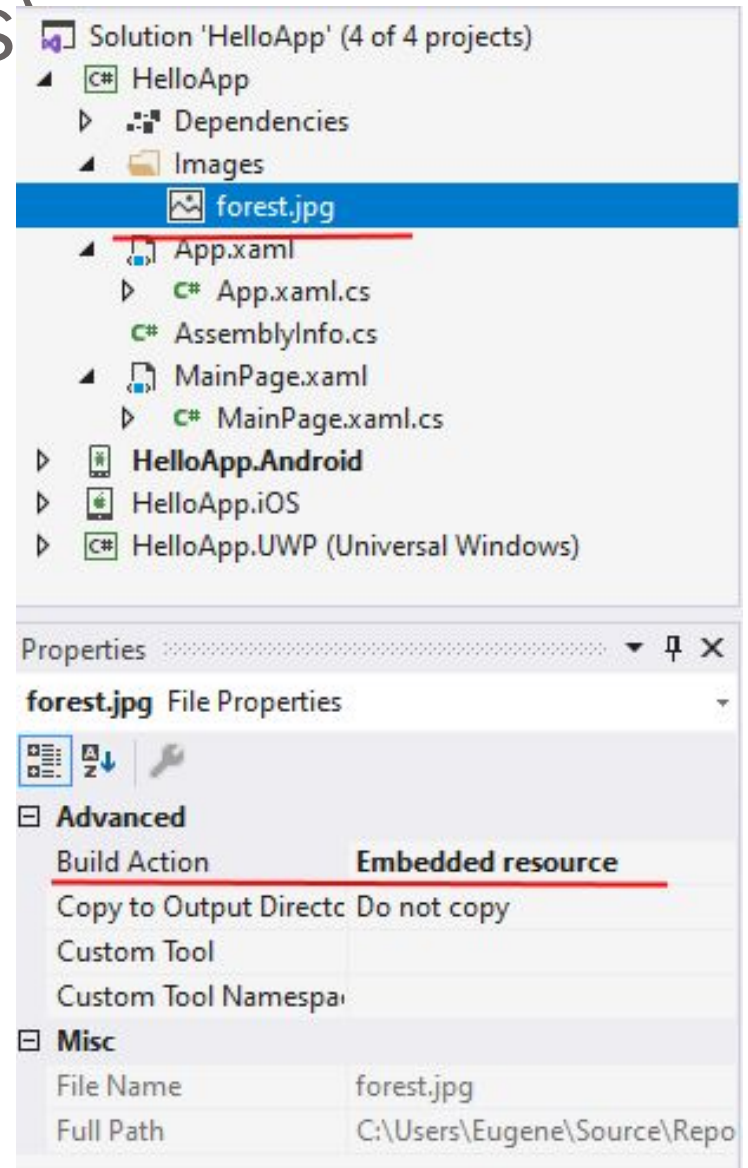 s)
Solution 'HelloApp' (4 of 4 projects)
C# HelloApp
Dependencies
Images
forest.jpg
App.xaml
C# App.xaml.cs
C# AssemblyInfo.cs
MainPage.xaml
C# MainPage.xaml.cs
HelloApp.Android
HelloApp.iOS
C# HelloApp.UWP (Universal Windows)
Properties
forest.jpg File Properties
Advanced
Build Action Embedded resource
Copy to Output Directo Do not copy
Custom Tool
Custom Tool Namespa
Misc
File Name forest.jpg
Full Path C:\Users\Eugene\Source\Repo